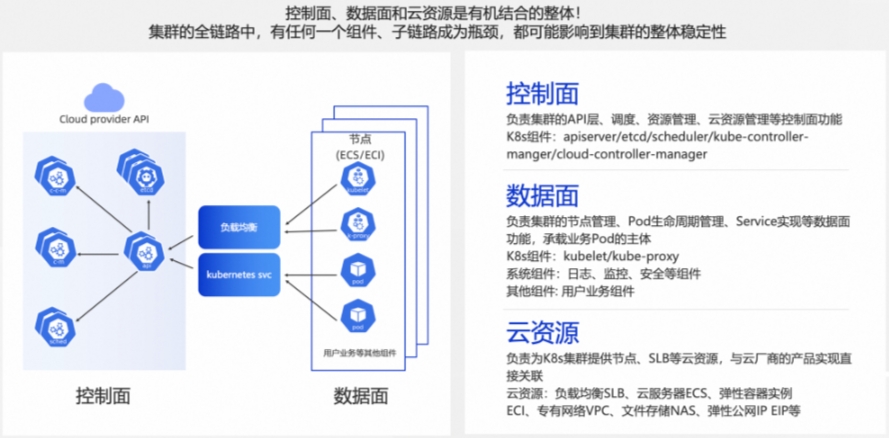 控制面、数据面和云资源是有机结合的整体！
集群的全链路中，有任何一个组件、子链路成为瓶颈，都可能影响到集群的整体稳定性
Cloud provider API
c-c-m
etcd
c-m
api
sched
控制面
负载均衡
kubernetes svc
节点
(ECS/ECI)
kubelet
k-proxy
pod
pod
用户业务等其他组件
数据面
控制面
负责集群的API层、调度、资源管理、云资源管理等控制面功能
K8s组件：apiserver/etcd/scheduler/kube-controller-
manger/cloud-controller-manager
数据面
负责集群的节点管理、Pod生命周期管理、Service实现等数据面
功能，承载业务Pod的主体
K8s组件：kubelet/kube-proxy
系统组件：日志、监控、安全等组件
其他组件: 用户业务组件
云资源
负责为K8s集群提供节点、SLB等云资源，与云厂商的产品实现直
接关联
云资源：负载均衡SLB、云服务器ECS、弹性容器实例
ECI、专有网络VPC、文件存储NAS、弹性公网IP EIP等